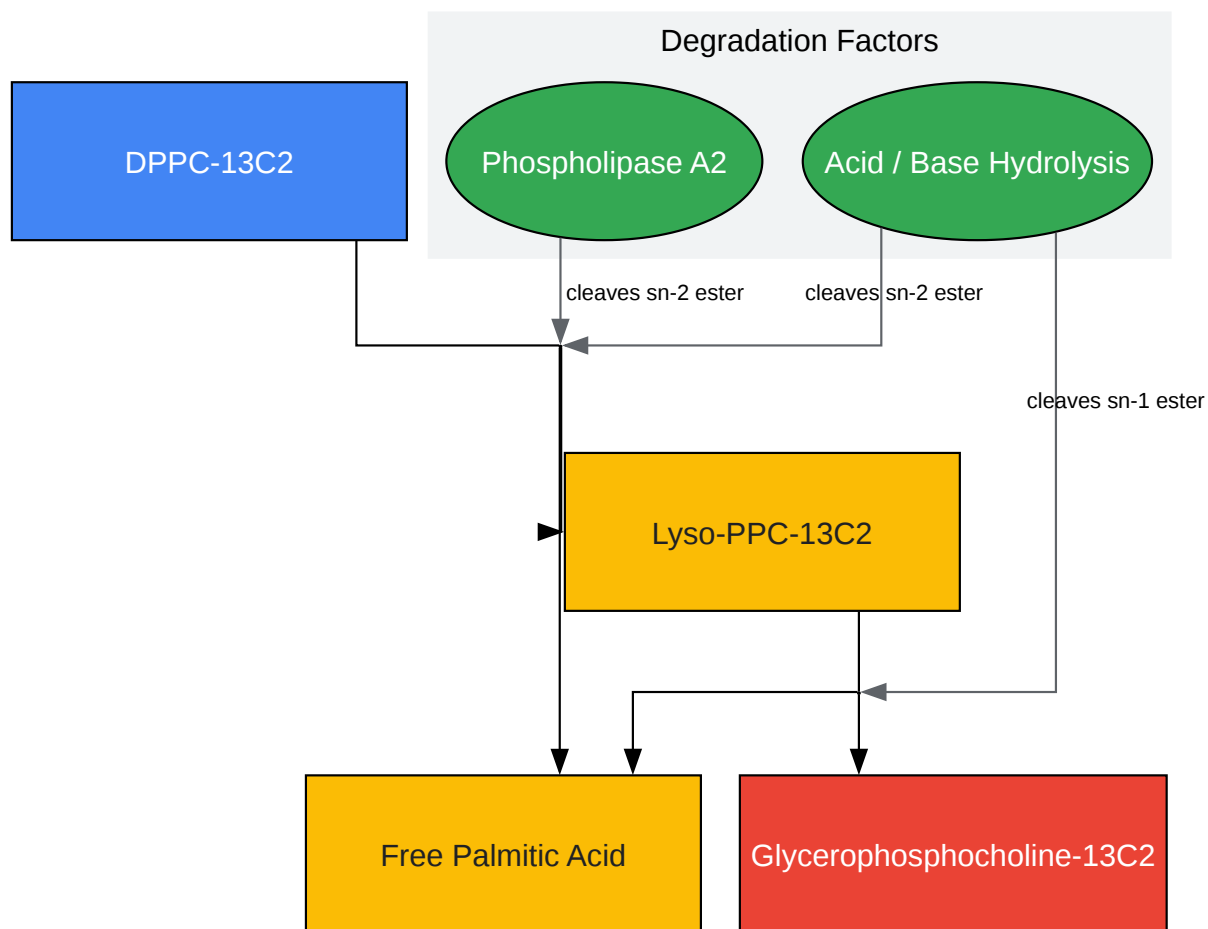 Degradation Factors
DPPC-13C2
Phospholipase A2
Acid / Base Hydrolysis
cleaves sn-2 ester
cleaves sn-2 ester
cleaves sn-1 ester
Lyso-PPC-13C2
Free Palmitic Acid
Glycerophosphocholine-13C2